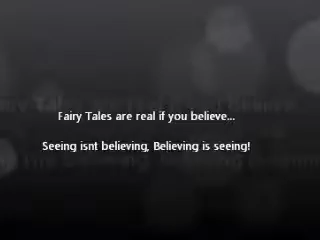 Fairy Tales are real if you believe...
Seeing isnt believing, Believing is seeing!